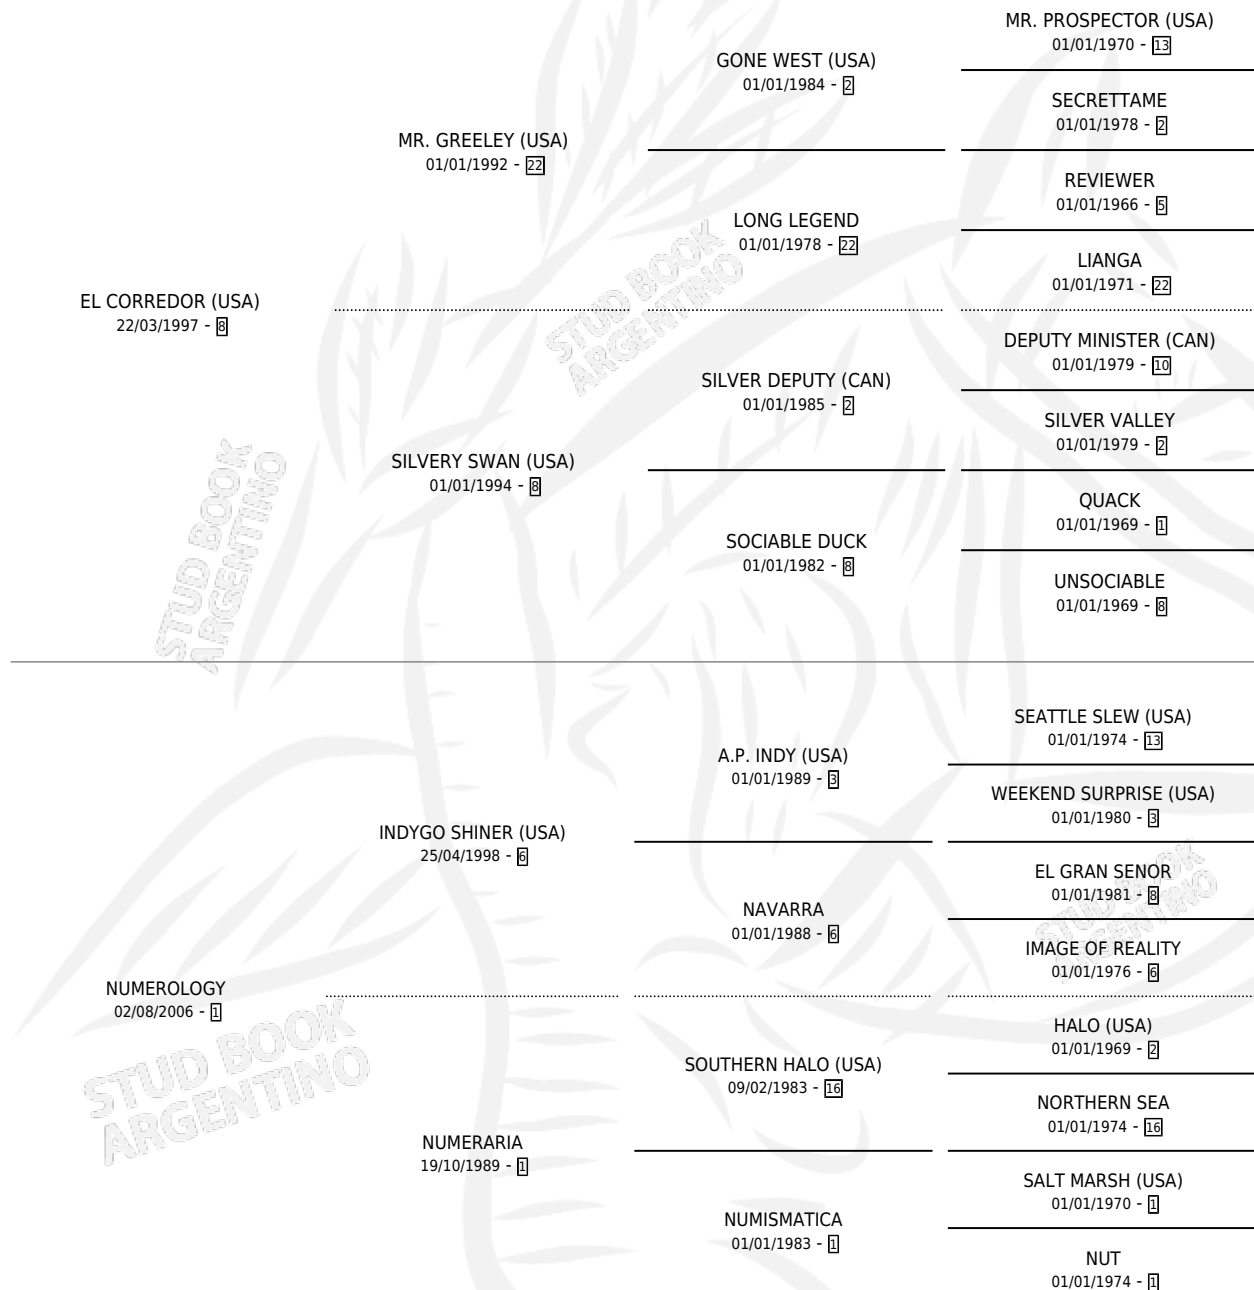 MR. PROSPECTOR (USA)
01/01/1970 - 13
GONE WEST (USA)
01/01/1984 - 2
SECRETTAME
01/01/1978 - 2
MR. GREELEY (USA)
01/01/1992 - 22
REVIEWER
01/01/1966 - 5
LONG LEGEND
01/01/1978 - 22
LIANGA
01/01/1971 - 22
EL CORREDOR (USA)
22/03/1997 - 8
DEPUTY MINISTER (CAN)
01/01/1979 - 10
SILVER DEPUTY (CAN)
01/01/1985 - 2
SILVER VALLEY
01/01/1979 - 2
SILVERY SWAN (USA)
01/01/1994 - 8
QUACK
01/01/1969 - 1
SOCIABLE DUCK
01/01/1982 - 8
UNSOCIABLE
01/01/1969 - 8
SEATTLE SLEW (USA)
01/01/1974 - 13
A.P. INDY (USA)
01/01/1989 - 3
WEEKEND SURPRISE (USA)
01/01/1980 - 3
INDYGO SHINER (USA)
25/04/1998 - 6
EL GRAN SENOR
01/01/1981 - 8
NAVARRA
01/01/1988 - 6
IMAGE OF REALITY
01/01/1976 - 6
NUMEROLOGY
02/08/2006 - 1
HALO (USA)
01/01/1969 - 2
SOUTHERN HALO (USA)
09/02/1983 - 16
NORTHERN SEA
01/01/1974 - 16
NUMERARIA
19/10/1989 - 1
SALT MARSH (USA)
01/01/1970 - 1
NUMISMATICA
01/01/1983 - 1
NUT
01/01/1974 - 1
STUD BOOK
ARGENTINO
STUD BOOK
ARGENTINO
STUD BOOK
ARGENTINO
STUD BOOK
ARGENTINO